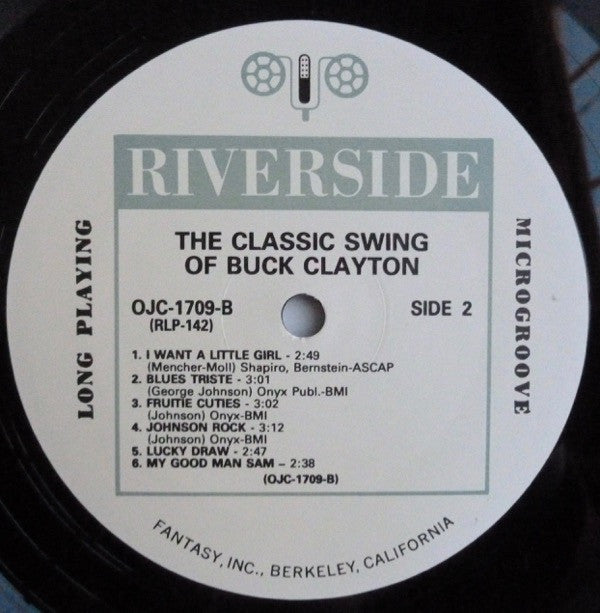 RIVERSIDE
THE CLASSIC SWING
OF BUCK CLAYTON
LONG PLAYING
MICROGROOVE
OJC-1709-B
(RLP-142)
SIDE 2
1. I WANT A LITTLE GIRL - 2:49
(Mencher-Moll) Shapiro, Bernstein-ASCAP
2. BLUES TRISTE - 3:01
(George Johnson) Onyx Publ.-BMI
3. FRUITIE CUTIES - 3:02
(Johnson) Onyx-BMI
4. JOHNSON ROCK - 3:12
(Johnson) Onyx-BMI
5. LUCKY DRAW - 2:47
6. MY GOOD MAN SAM – 2:38
(OJC-1709-B)
FANTASY, INC., BERKELEY, CALIFORNIA